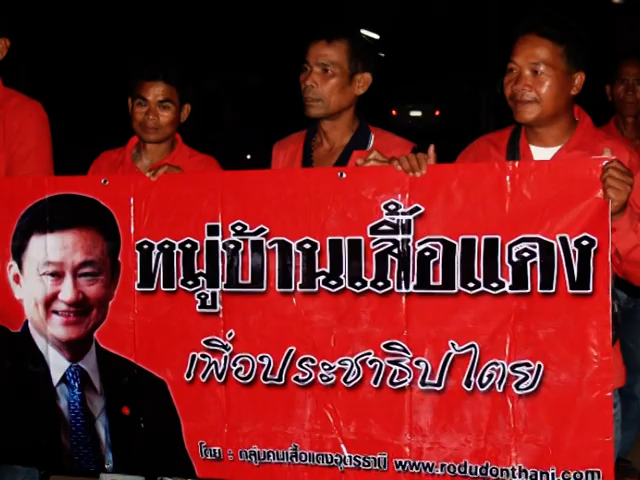 หมู่บ้านเสื้อแดง
เพื่อประชาธิปไตย
โดย : กลุ่มคนเสื้อแดงอุดรธานี www.rodudonthani.com